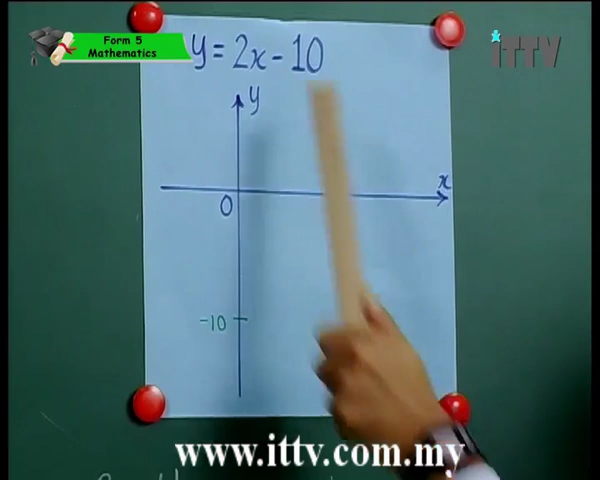 Form 5
Mathematics
iTTV
y = 2x - 10
y
x
0
-10
www.ittv.com.my